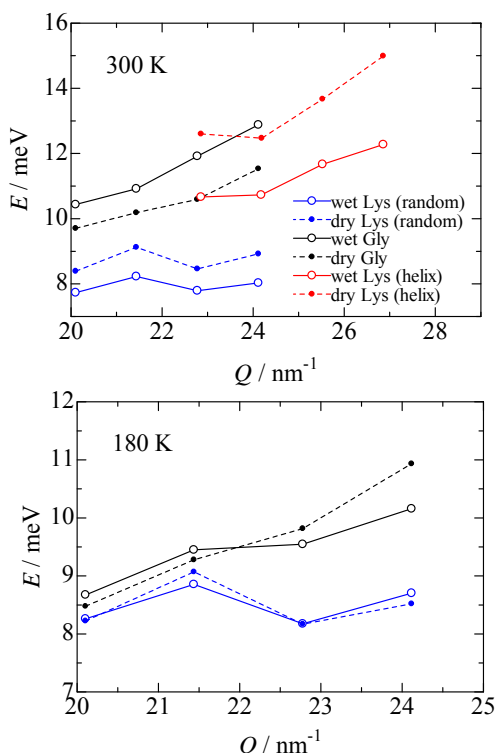 16
300 K
14
12
10
8
E / meV
wet Lys (random)
dry Lys (random)
wet Gly
dry Gly
wet Lys (helix)
dry Lys (helix)
20 22 24 26 28
Q / nm-1
12
180 K
11
10
9
8
7
E / meV
20 21 22 23 24 25
Q / nm-1